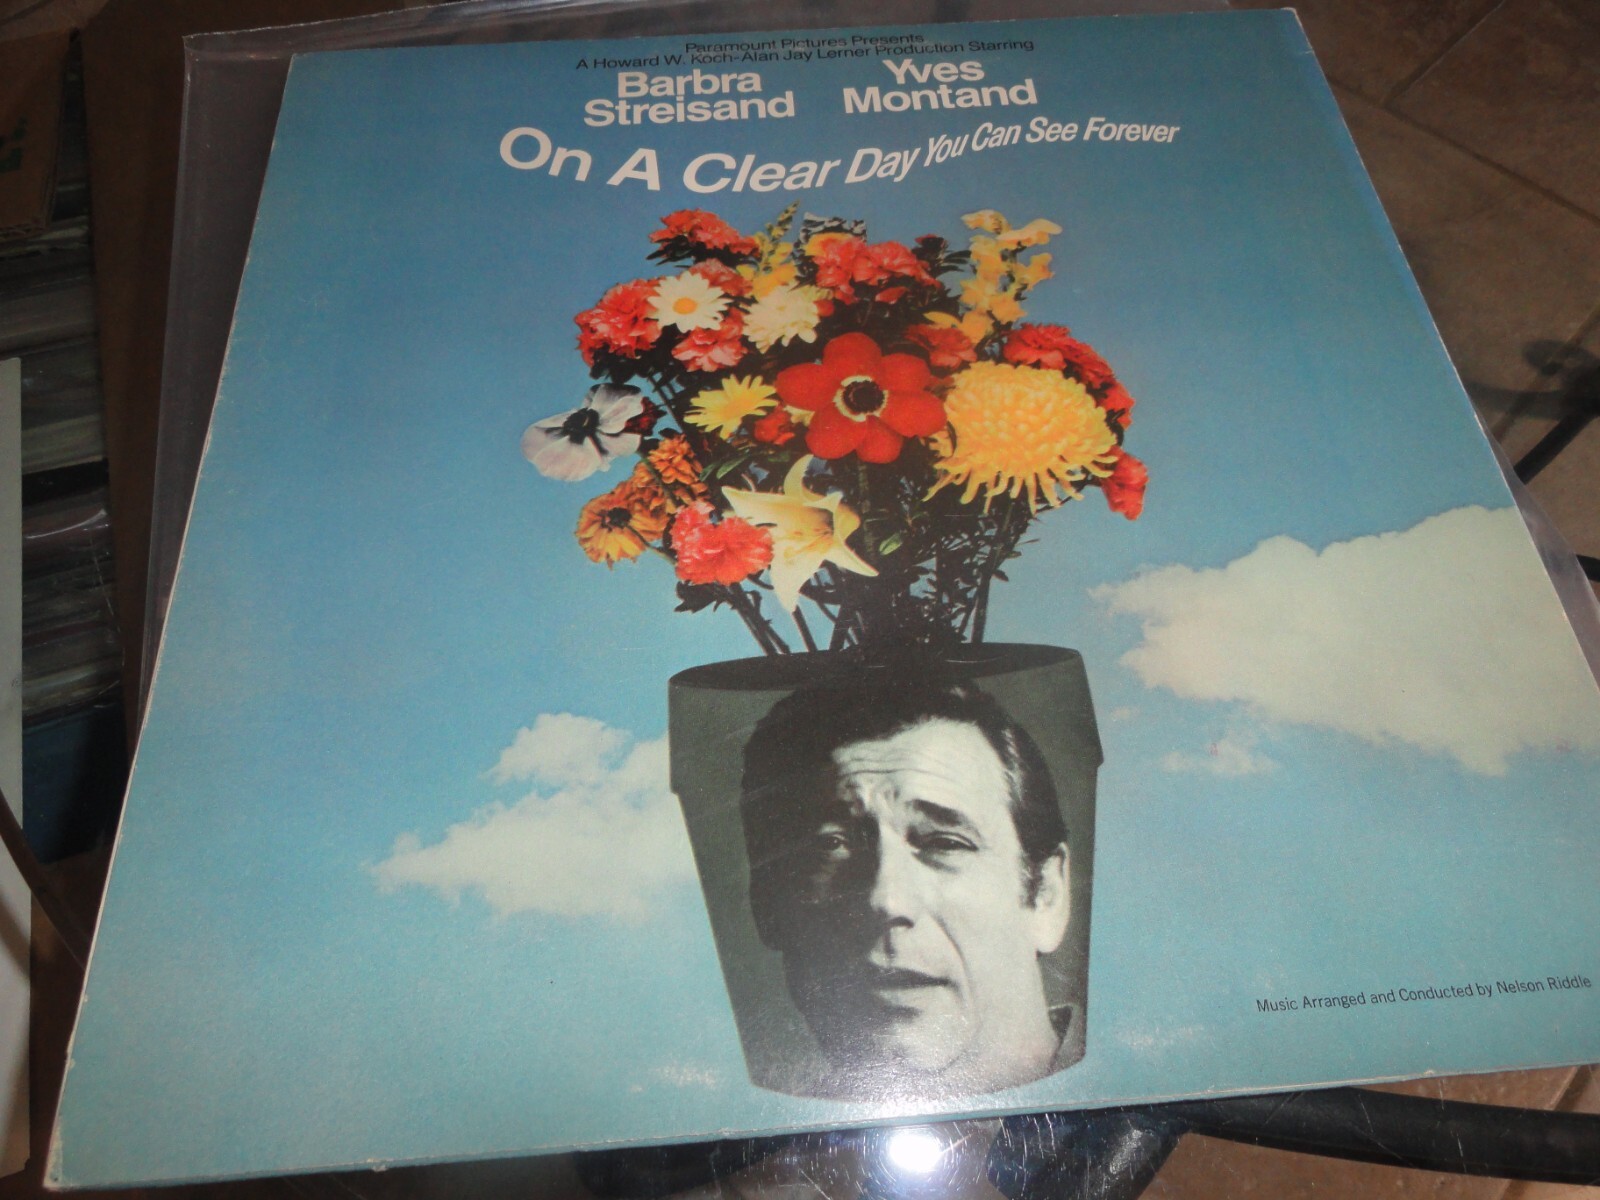 Paramount Pictures Presents
A Howard W. Koch-Alan Jay Lerner Production Starring
Barbra Streisand
Yves Montand
On A Clear Day You Can See Forever
Music Arranged and Conducted by Nelson Riddle